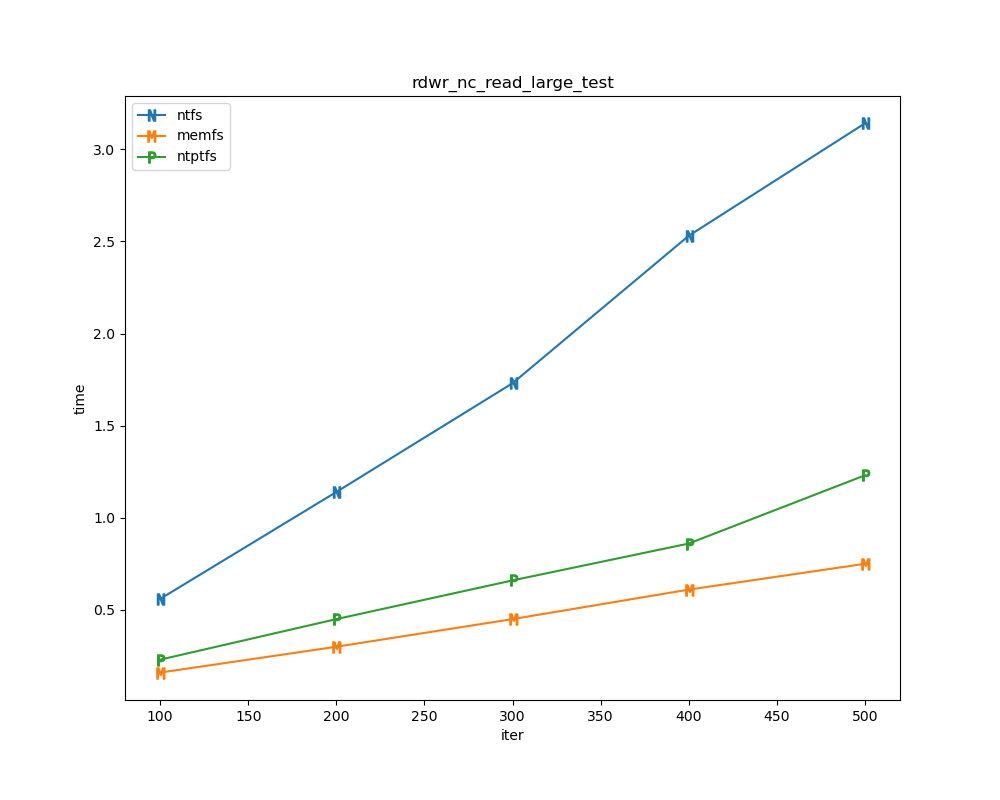 rdwr_nc_read_large_test
N ntfs
M memfs
P ntptfs
time
3.0
2.5
2.0
1.5
1.0
0.5
N N N N N
P P P P P
M M M M M
100 150 200 250 300 350 400 450 500
iter